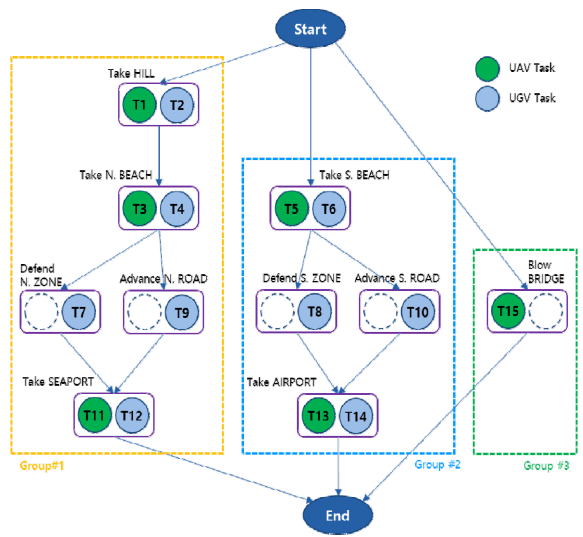 Start
Take HILL
UAV Task
T1 T2
UGV Task
Take N. BEACH
Take S. BEACH
T3 T4
T5 T6
Defend
N. ZONE
Advance N. ROAD
Defend S. ZONE
Advance S. ROAD
Blow
BRIDGE
T7
T9
T8
T10
T15
Take SEAPORT
Take AIRPORT
T11 T12
T13 T14
Group#1
Group #2
Group #3
End